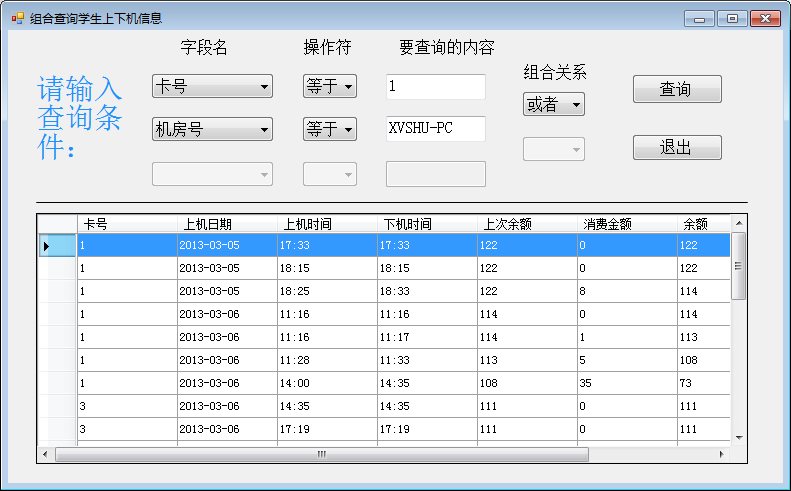 组合查询学生上下机信息
字段名 操作符 要查询的内容
请输入
查询条
件：
卡号 等于 1
组合关系
或者
查询
机房号 等于 XVSHU-PC
退出
卡号 上机日期 上机时间 下机时间 上次余额 消费金额 余额
1 2013-03-05 17:33 17:33 122 0 122
1 2013-03-05 18:15 18:15 122 0 122
1 2013-03-05 18:25 18:33 122 8 114
1 2013-03-06 11:16 11:16 114 0 114
1 2013-03-06 11:16 11:17 114 1 113
1 2013-03-06 11:28 11:33 113 5 108
1 2013-03-06 14:00 14:35 108 35 73
3 2013-03-06 14:35 14:35 111 0 111
3 2013-03-06 17:19 17:19 111 0 111